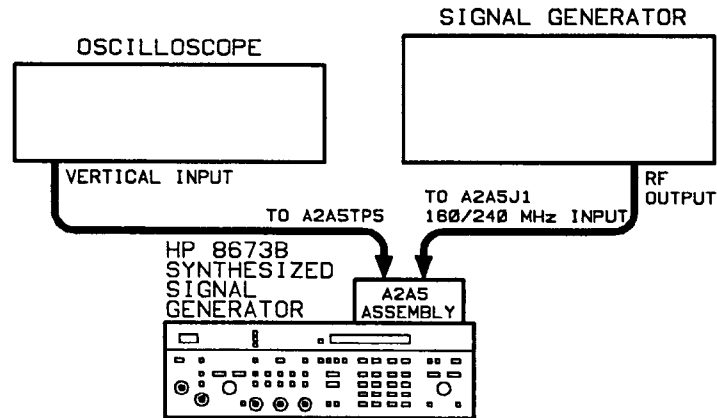 SIGNAL GENERATOR
OSCILLOSCOPE
VERTICAL INPUT
RF
OUTPUT
TO A2A5J1
160/240 MHz INPUT
TO A2A5TP5
HP 8673B
SYNTHESIZED
SIGNAL
GENERATOR
A2A5
ASSEMBLY